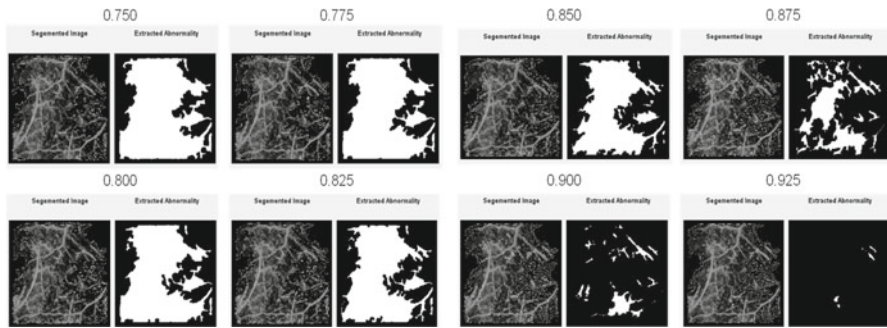 0.750 0.775 0.850 0.875
Segemented Image Extracted Abnormality Segemented Image Extracted Abnormality Segemented Image Extracted Abnormality Segemented Image Extracted Abnormality
0.800 0.825 0.900 0.925
Segemented Image Extracted Abnormality Segemented Image Extracted Abnormality Segemented Image Extracted Abnormality Segemented Image Extracted Abnormality